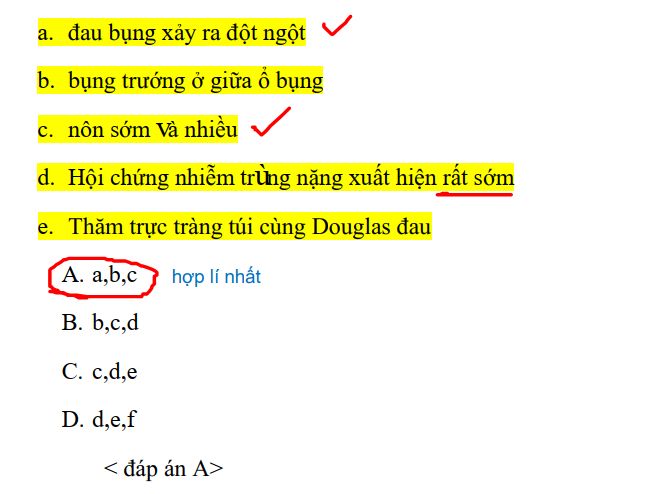 a. đau bụng xảy ra đột ngột
b. bụng trướng ở giữa ổ bụng
c. nôn sớm Và nhiều
d. Hội chứng nhiễm trùng nặng xuất hiện rất sớm
e. Thăm trực tràng túi cùng Douglas đau
A. a,b,c hợp lí nhất
B. b,c,d
C. c,d,e
D. d,e,f
< đáp án A>